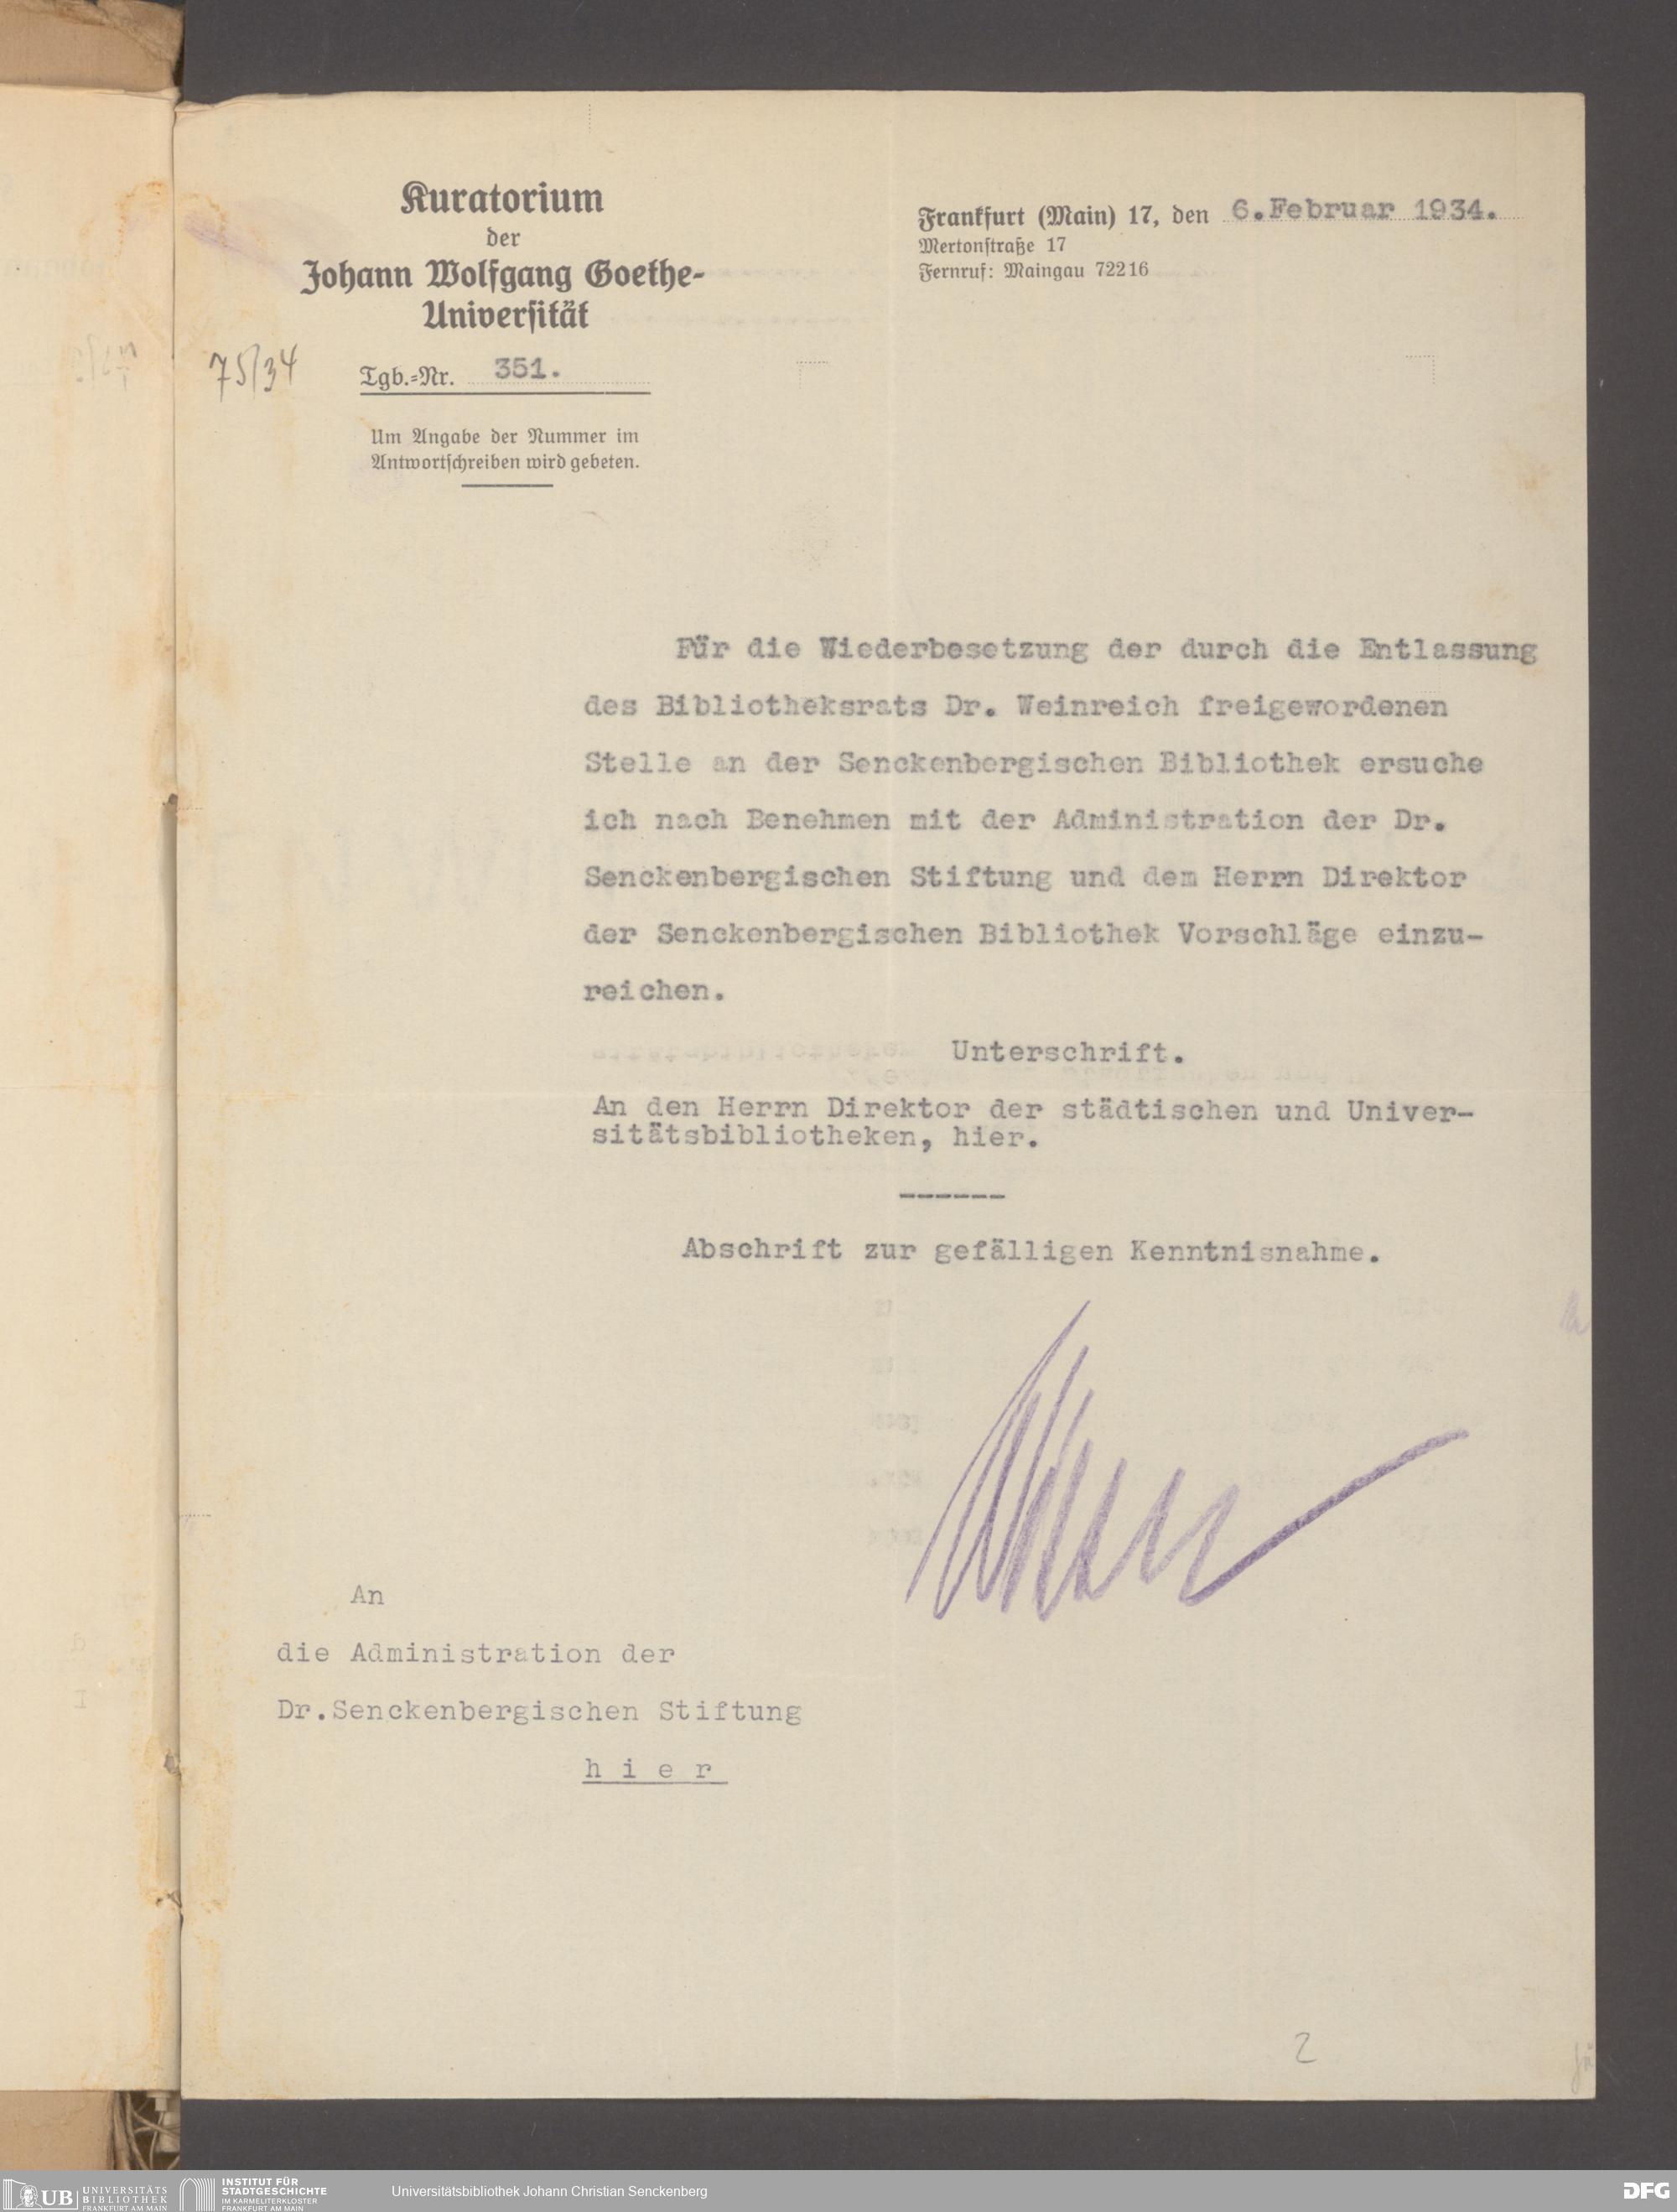 Kuratorium
der
Johann Wolfgang Goethe-
Universität
Frankfurt (Main) 17, den 6.Februar 1934.
Mertonstraße 17
Fernruf: Maingau 72216
75/34
Tgb.=Nr. 351.
Um Angabe der Nummer im
Antwortschreiben wird gebeten.
Für die Wiederbesetzung der durch die Entlassung
des Bibliotheksrats Dr. Weinreich freigewordenen
Stelle an der Senckenbergischen Bibliothek ersuche
ich nach Benehmen mit der Administration der Dr.
Senckenbergischen Stiftung und dem Herrn Direktor
der Senckenbergischen Bibliothek Vorschläge einzu-
reichen.
Unterschrift.
An den Herrn Direktor der städtischen und Univer-
sitätsbibliotheken, hier.
-------
Abschrift zur gefälligen Kenntnisnahme.
An
die Administration der
Dr.Senckenbergischen Stiftung
h i e r
2
UB UNIVERSITÄTS
BIBLIOTHEK
FRANKFURT AM MAIN
INSTITUT FÜR
STADTGESCHICHTE
IM KARMELITERKLOSTER
FRANKFURT AM MAIN
Universitätsbibliothek Johann Christian Senckenberg
DFG